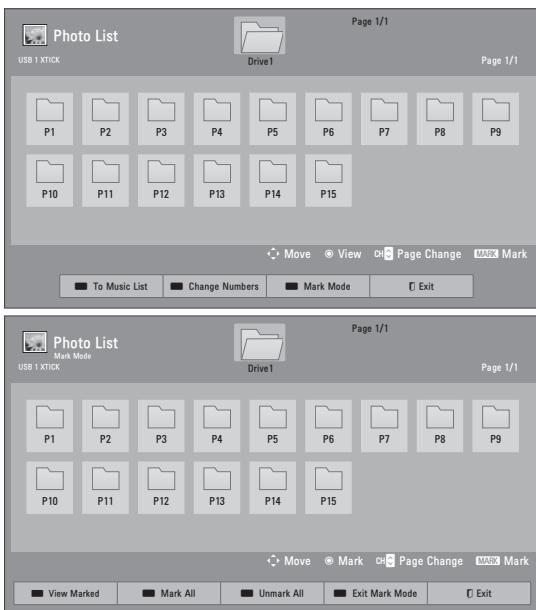 Page 1/1
Photo List
USB 1 XTICK
Drive1
Page 1/1
P1 P2 P3 P4 P5 P6 P7 P8 P9
P10 P11 P12 P13 P14 P15
Move View CH Page Change MARK Mark
To Music List Change Numbers Mark Mode Exit
Page 1/1
Photo List
Mark Mode
USB 1 XTICK
Drive1
Page 1/1
P1 P2 P3 P4 P5 P6 P7 P8 P9
P10 P11 P12 P13 P14 P15
Move Mark CH Page Change MARK Mark
View Marked Mark All Unmark All Exit Mark Mode Exit